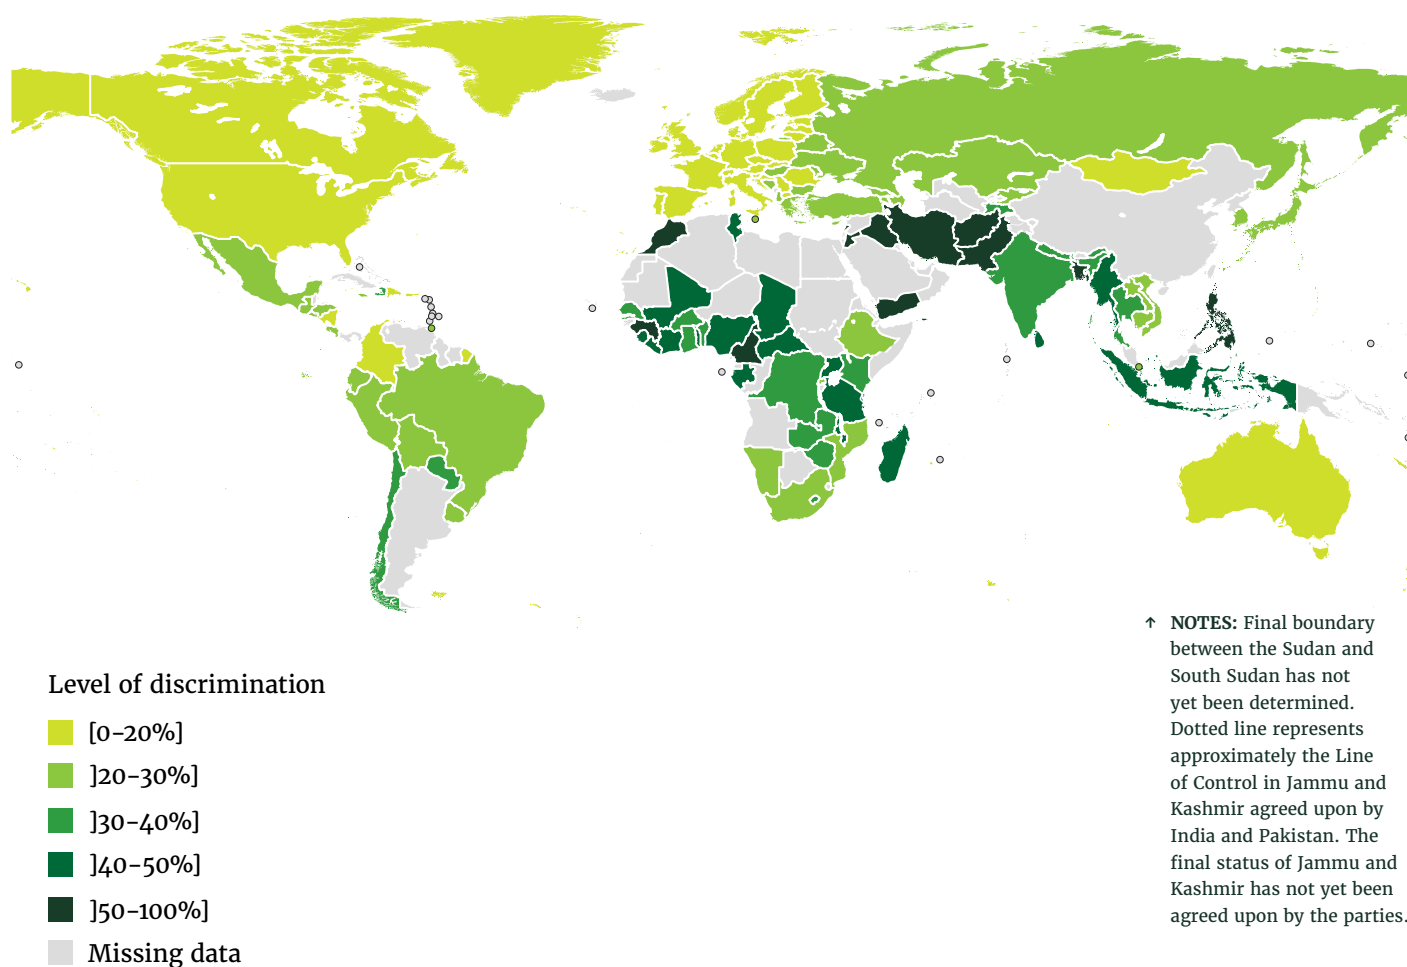 ↑ NOTES: Final boundary
between the Sudan and
South Sudan has not
yet been determined.
Dotted line represents
approximately the Line
of Control in Jammu and
Kashmir agreed upon by
India and Pakistan. The
final status of Jammu and
Kashmir has not yet been
agreed upon by the parties.
Level of discrimination
[0-20%]
]20-30%]
]30-40%]
]40-50%]
]50-100%]
Missing data